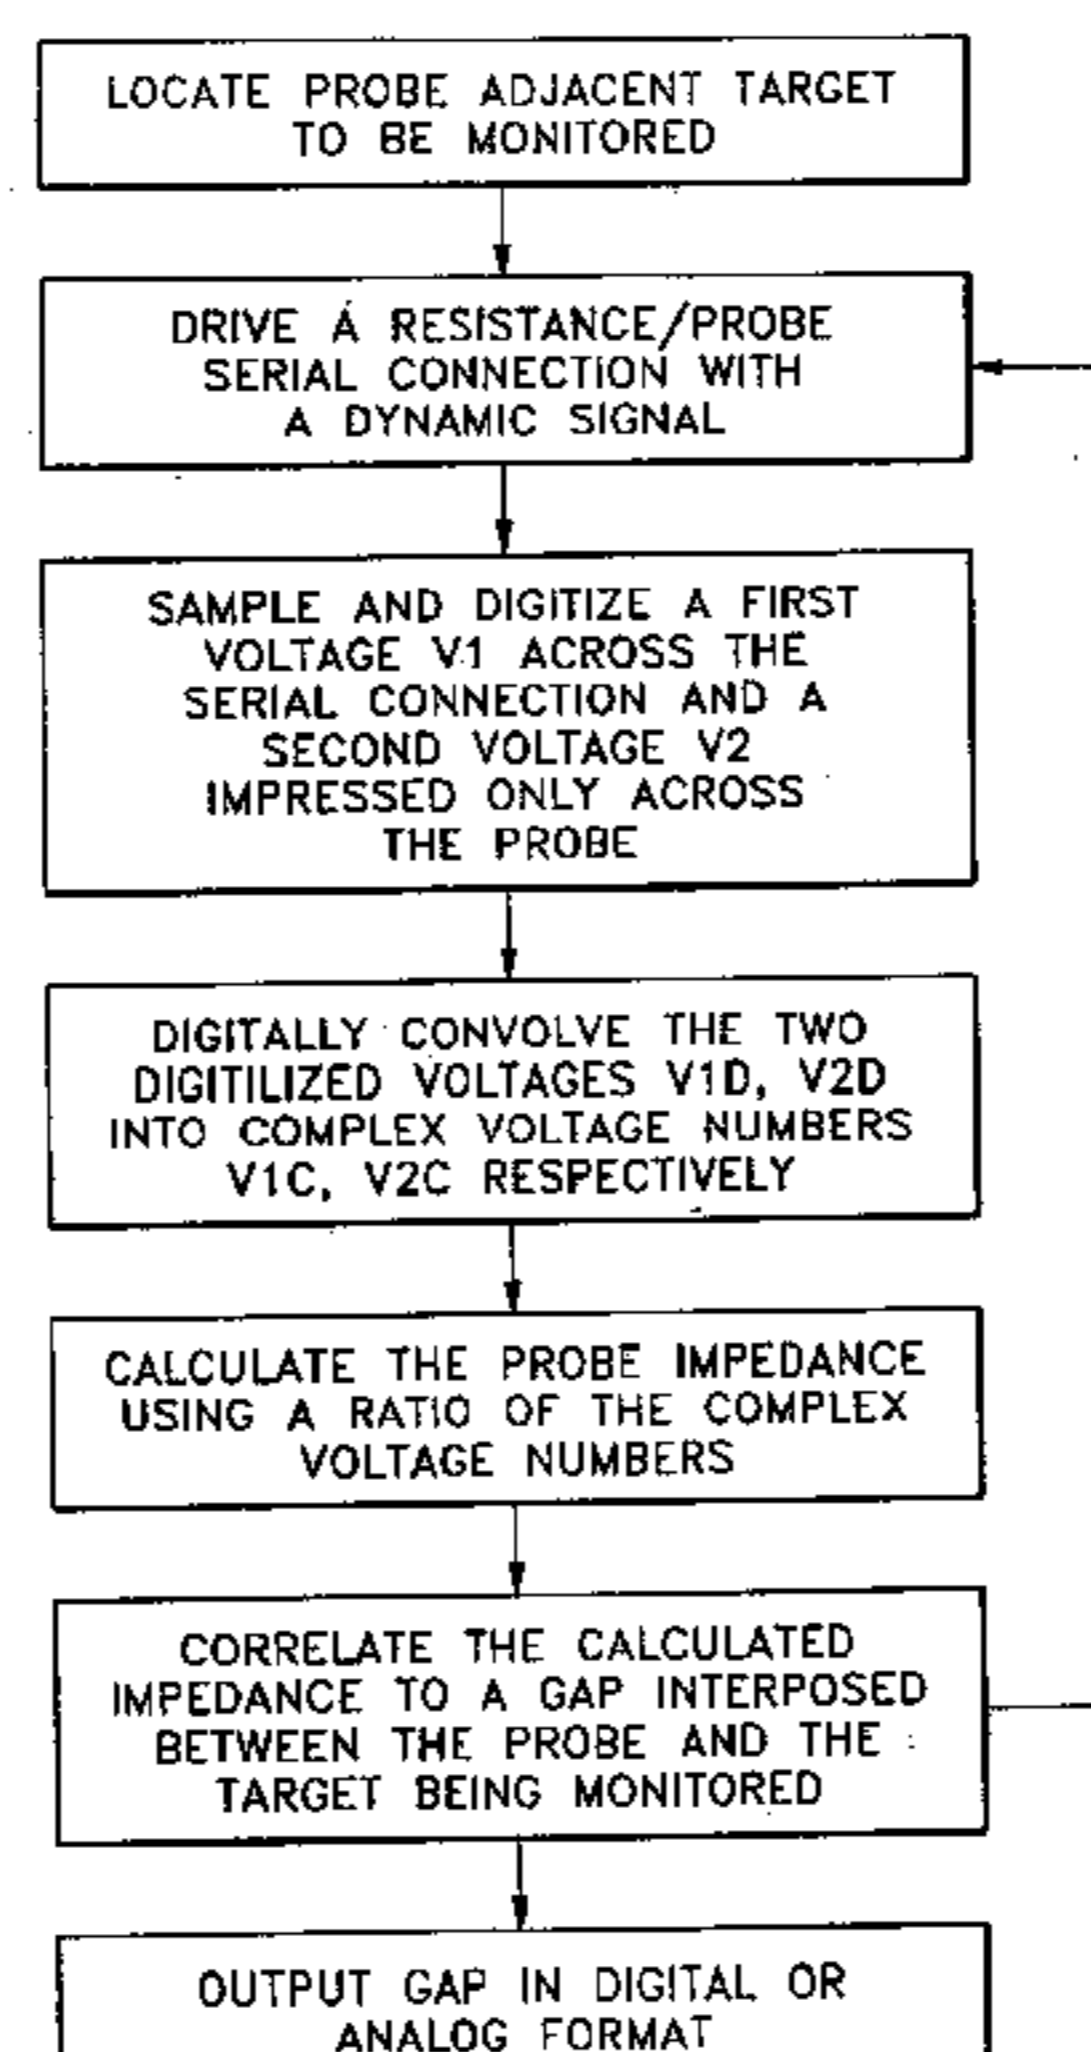 LOCATE PROBE ADJACENT TARGET
TO BE MONITORED
DRIVE A RESISTANCE/PROBE
SERIAL CONNECTION WITH
A DYNAMIC SIGNAL
SAMPLE AND DIGITIZE A FIRST
VOLTAGE V1 ACROSS THE
SERIAL CONNECTION AND A
SECOND VOLTAGE V2
IMPRESSED ONLY ACROSS
THE PROBE
DIGITALLY CONVOLVE THE TWO
DIGITILIZED VOLTAGES V1D, V2D
INTO COMPLEX VOLTAGE NUMBERS
V1C, V2C RESPECTIVELY
CALCULATE THE PROBE IMPEDANCE
USING A RATIO OF THE COMPLEX
VOLTAGE NUMBERS
CORRELATE THE CALCULATED
IMPEDANCE TO A GAP INTERPOSED
BETWEEN THE PROBE AND THE
TARGET BEING MONITORED
OUTPUT GAP IN DIGITAL OR
ANALOG FORMAT